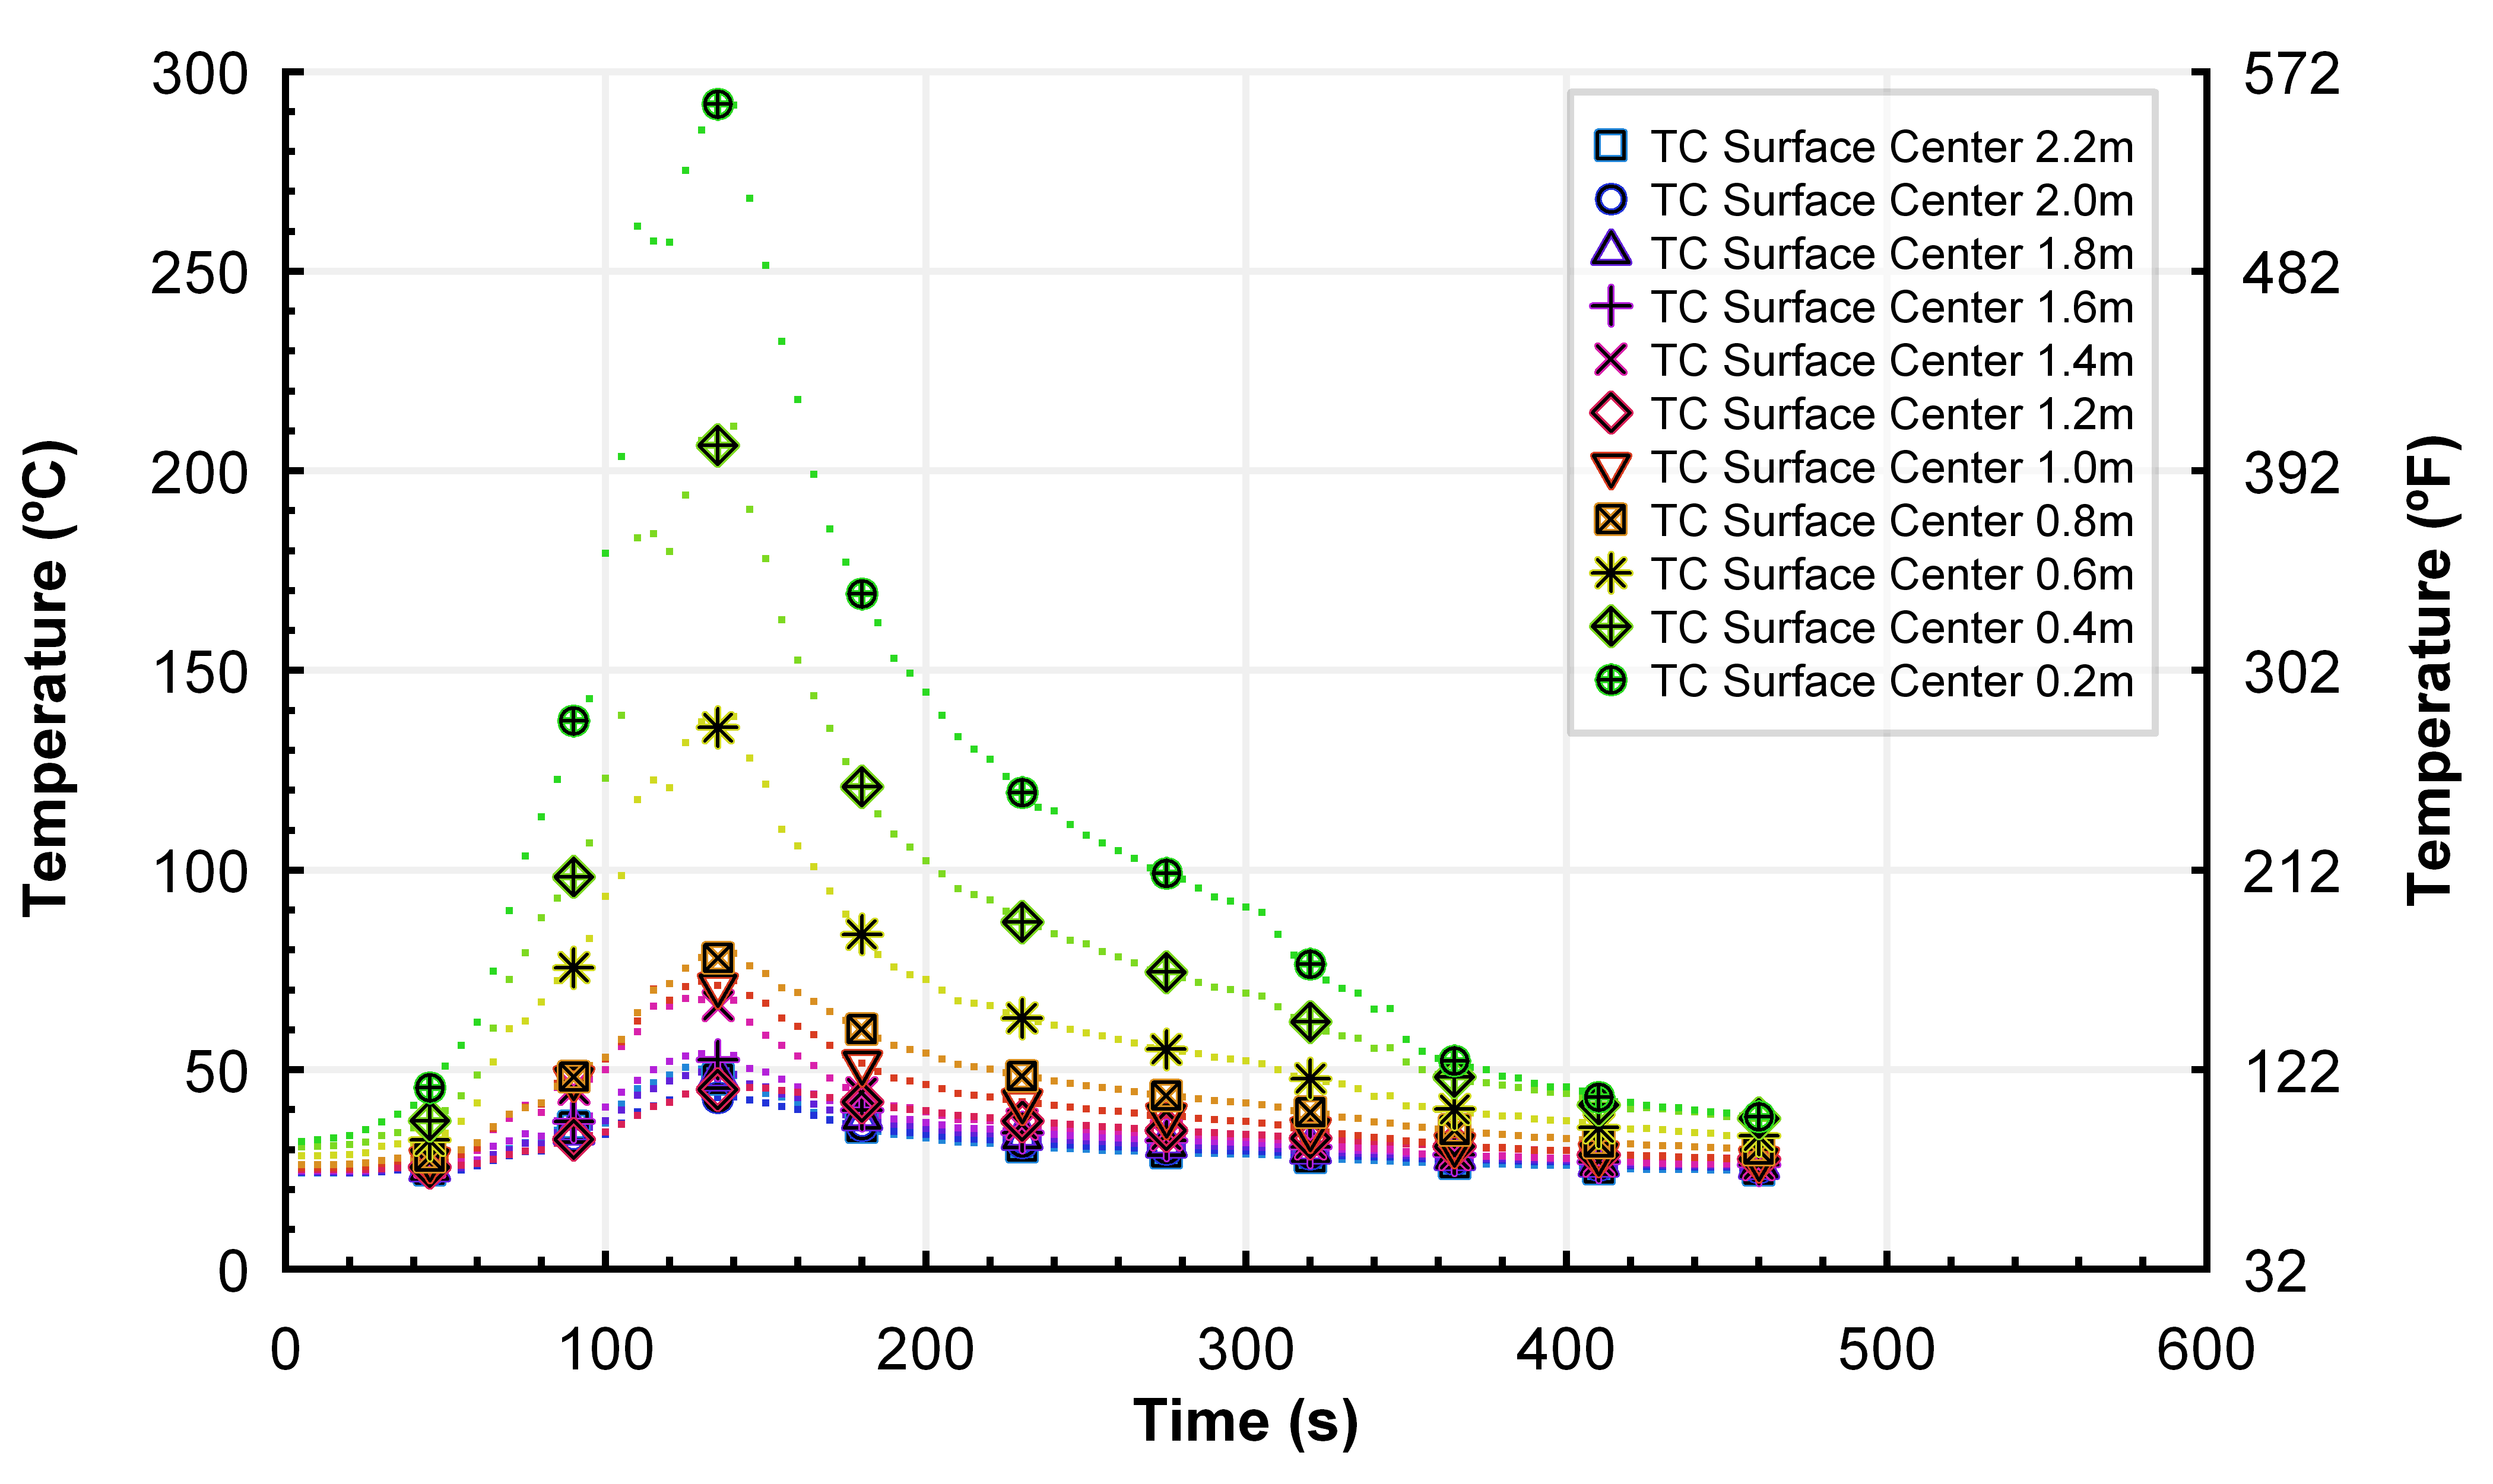 300
250
200
150
100
50
0
Temperature (ºC)
572
482
392
302
212
122
32
Temperature (ºF)
TC Surface Center 2.2m
TC Surface Center 2.0m
TC Surface Center 1.8m
TC Surface Center 1.6m
TC Surface Center 1.4m
TC Surface Center 1.2m
TC Surface Center 1.0m
TC Surface Center 0.8m
TC Surface Center 0.6m
TC Surface Center 0.4m
TC Surface Center 0.2m
0 100 200 300 400 500 600
Time (s)